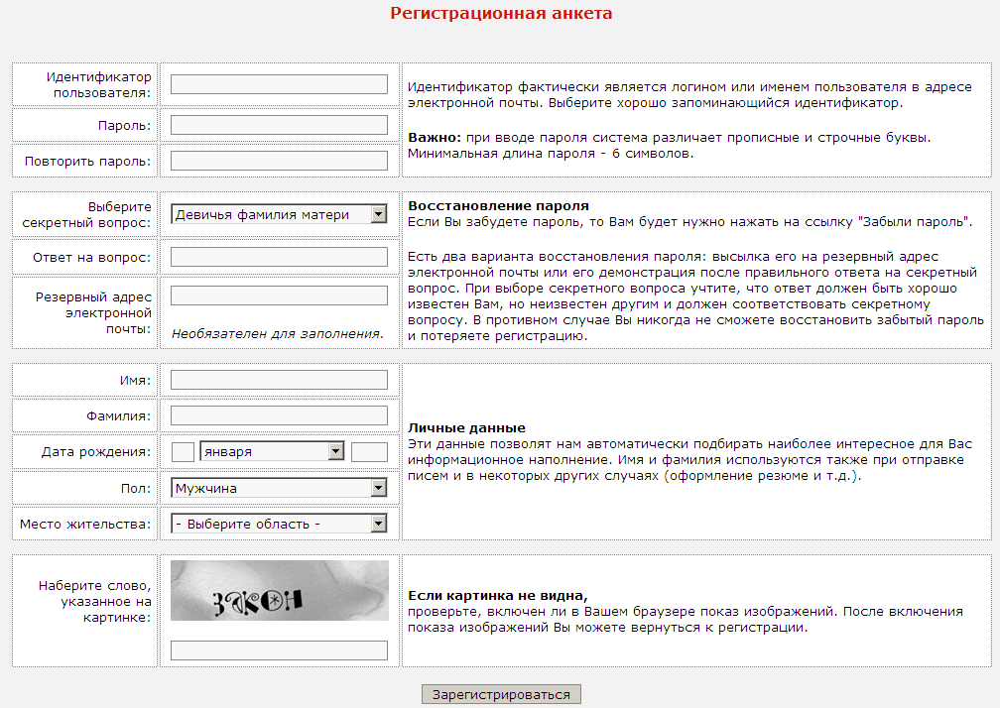 Регистрационная анкета
Идентификатор
пользователя:
Пароль:
Повторить пароль:
Идентификатор фактически является логином или именем пользователя в адресе
электронной почты. Выберите хорошо запоминающийся идентификатор.
Важно: при вводе пароля система различает прописные и строчные буквы.
Минимальная длина пароля - 6 символов.
Выберите
секретный вопрос:
Девичья фамилия матери
Ответ на вопрос:
Резервный адрес
электронной
почты:
Необязателен для заполнения.
Восстановление пароля
Если Вы забудете пароль, то Вам будет нужно нажать на ссылку "Забыли пароль".
Есть два варианта восстановления пароля: высылка его на резервный адрес
электронной почты или его демонстрация после правильного ответа на секретный
вопрос. При выборе секретного вопроса учтите, что ответ должен быть хорошо
известен Вам, но неизвестен другим и должен соответствовать секретному
вопросу. В противном случае Вы никогда не сможете восстановить забытый пароль
и потеряете регистрацию.
Имя:
Фамилия:
Дата рождения:
января
Пол:
Мужчина
Место жительства:
- Выберите область -
Личные данные
Эти данные позволят нам автоматически подбирать наиболее интересное для Вас
информационное наполнение. Имя и фамилия используются также при отправке
писем и в некоторых других случаях (оформление резюме и т.д.).
Наберите слово,
указанное на
картинке:
закон
Если картинка не видна,
проверьте, включен ли в Вашем браузере показ изображений. После включения
показа изображений Вы можете вернуться к регистрации.
Зарегистрироваться